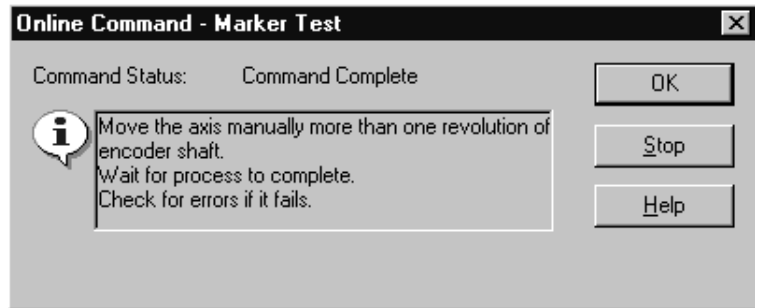 Online Command - Marker Test
Command Status: Command Complete
OK
Move the axis manually more than one revolution of
encoder shaft.
Wait for process to complete.
Check for errors if it fails.
Stop
Help